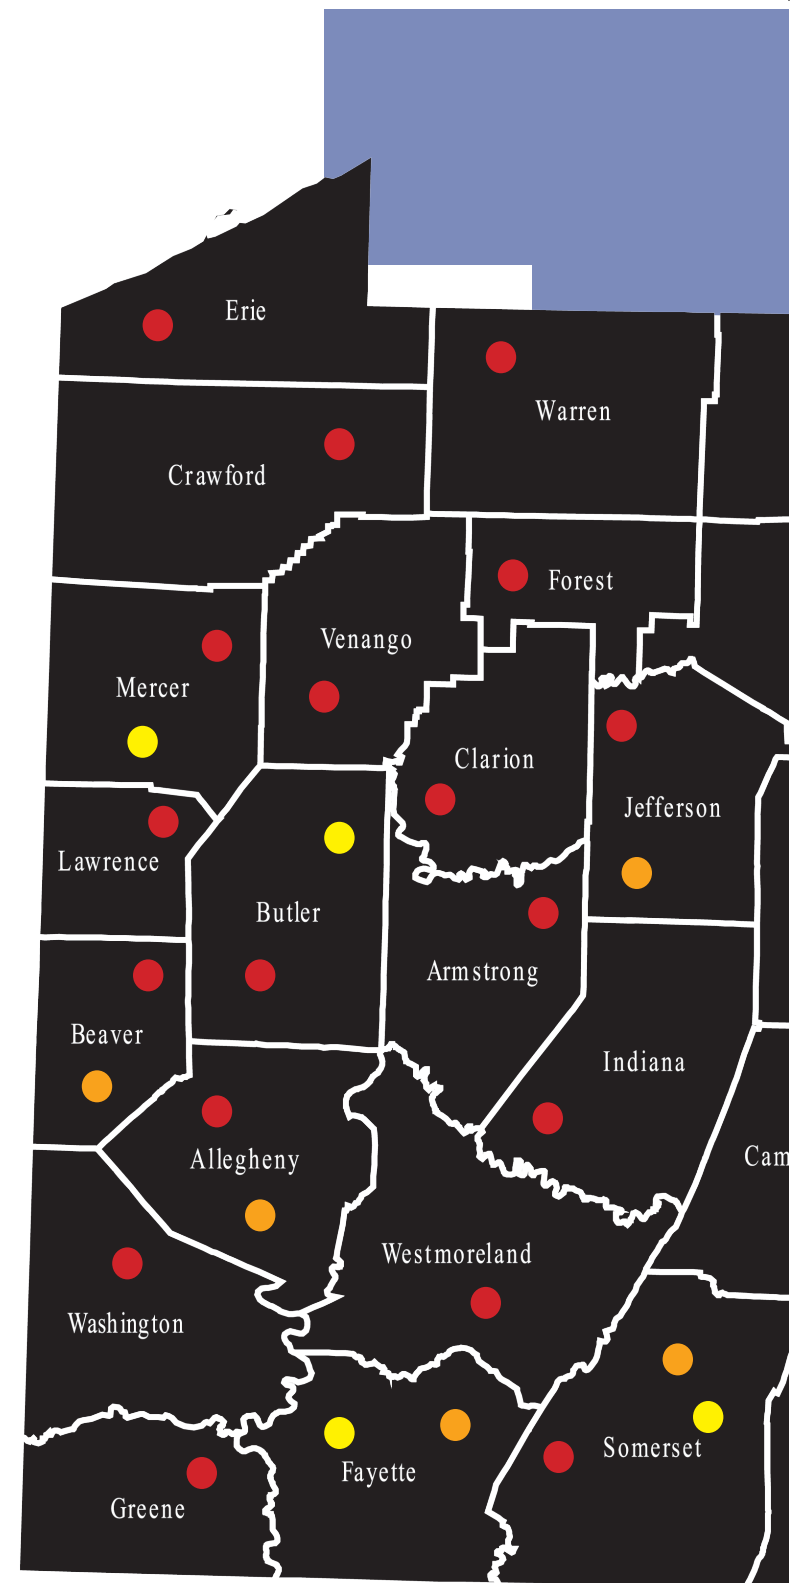 Erie
Warren
Crawford
Forest
Venango
Mercer
Clarion
Jefferson
Lawrence
Butler
Armstrong
Beaver
Indiana
Cam
Allegheny
Westmoreland
Washington
Somerset
Fayette
Greene